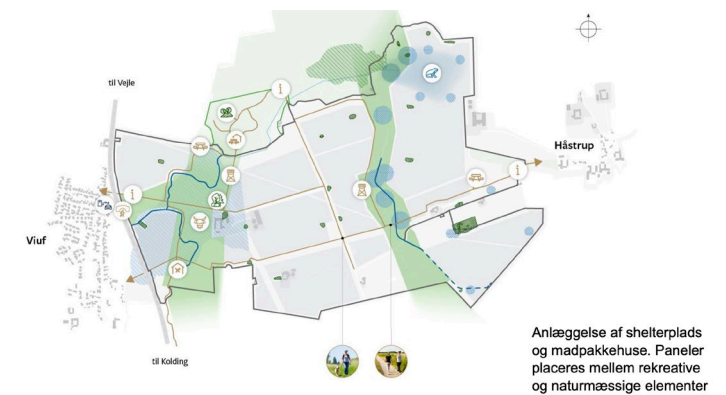 til Vejle
Håstrup
Viuf
til Kolding
Anlæggelse af shelterplads
og madpakkehuse. Paneler
placeres mellem rekreative
og naturmæssige elementer